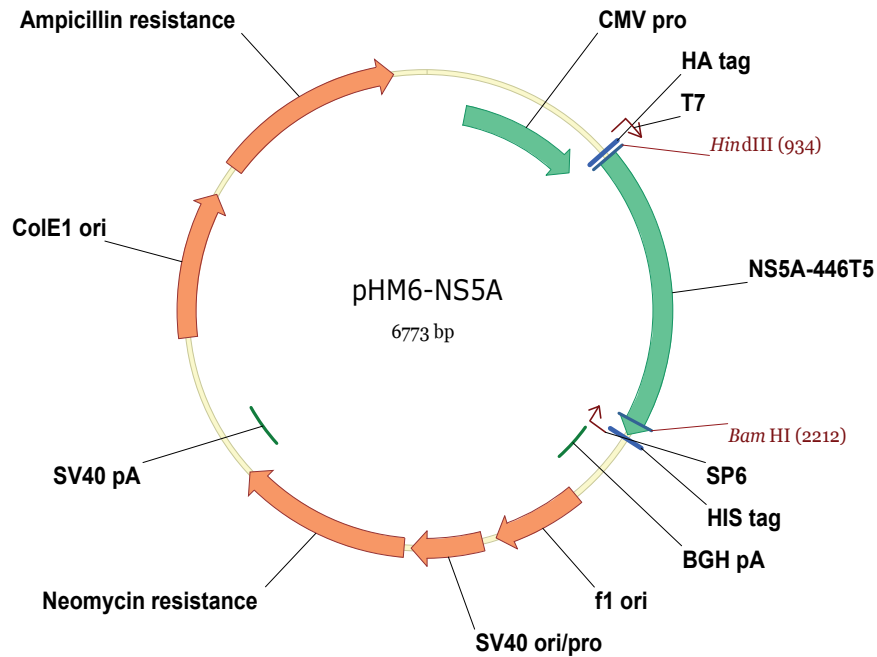 Ampicillin resistance
CMV pro
HA tag
T7
HindIII (934)
ColE1 ori
NS5A-446T5
pHM6-NS5A
6773 bp
Bam HI (2212)
SV40 pA
SP6
HIS tag
BGH pA
Neomycin resistance
f1 ori
SV40 ori/pro